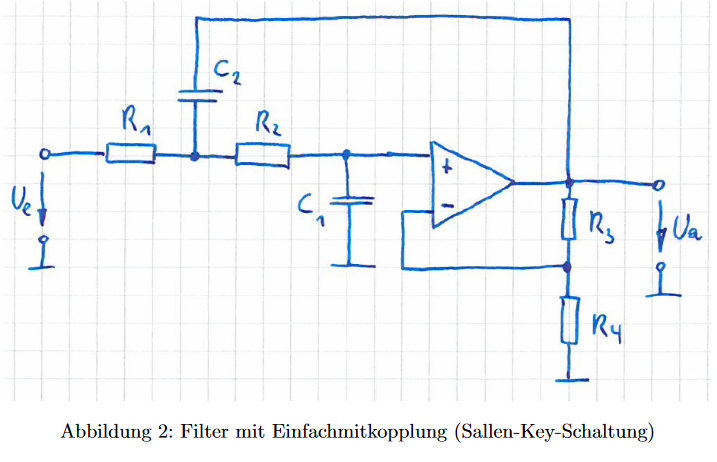 C₂
R₁
R₂
+
-
C₁
Uₑ
R₃
Uₐ
R₄
Abbildung 2: Filter mit Einfachmitkopplung (Sallen-Key-Schaltung)